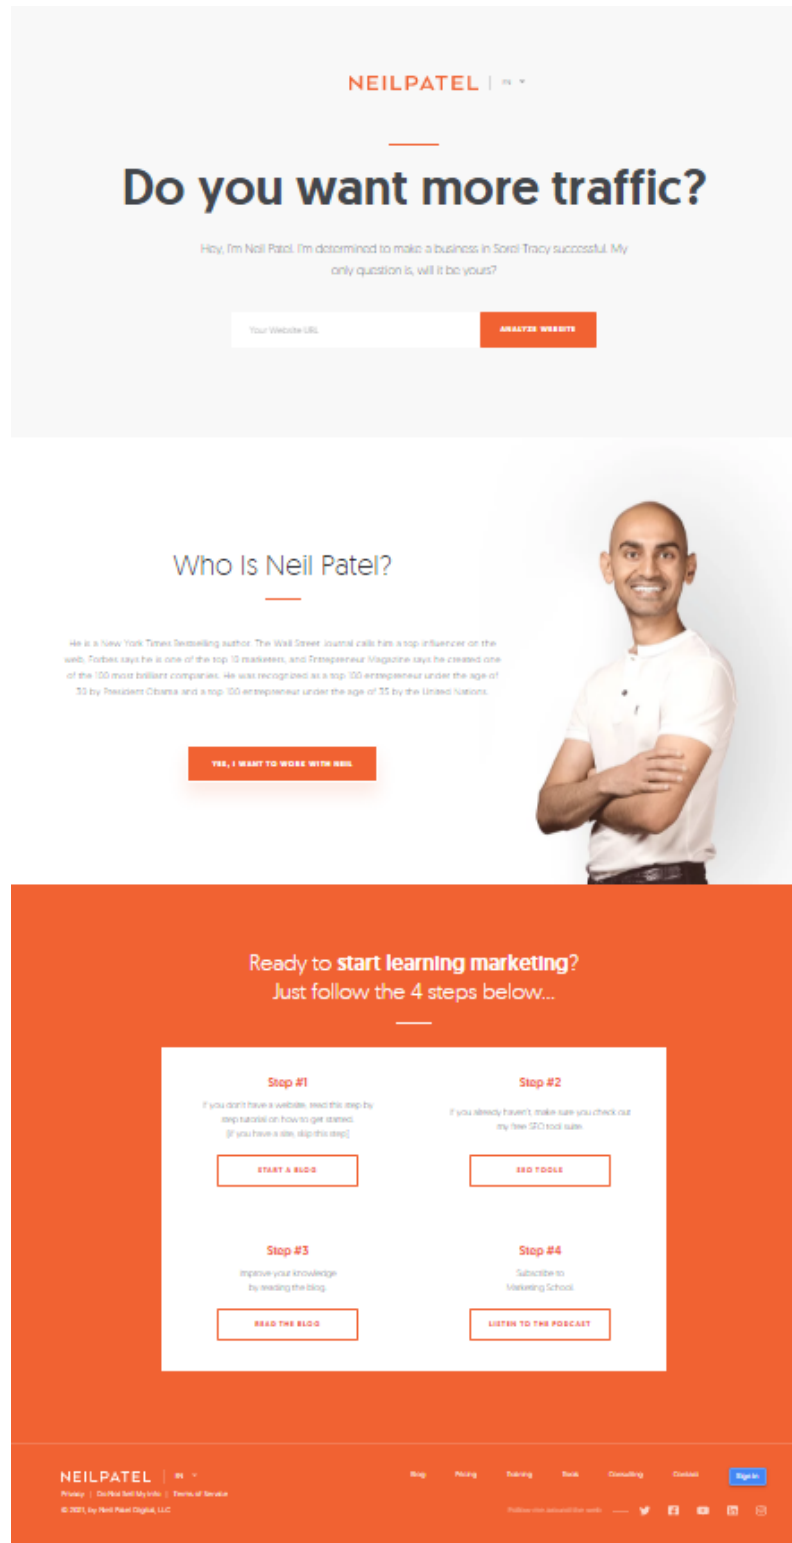 NEILPATEL | IN
Do you want more traffic?
Hey, I'm Neil Patel. I'm determined to make a business in Sorel-Tracy successful. My
only question is, will it be yours?
Your Website URL
ANALYZE WEBSITE
Who Is Neil Patel?
He is a New York Times Bestselling author. The Wall Street Journal calls him a top influencer on the
web, Forbes says he is one of the top 10 marketers, and Entrepreneur Magazine says he created one
of the 100 most brilliant companies. He was recognized as a top 100 entrepreneur under the age of
30 by President Obama and a top 100 entrepreneur under the age of 35 by the United Nations.
YES, I WANT TO WORK WITH NEIL
Ready to start learning marketing?
Just follow the 4 steps below...
Step #1
If you don't have a website, read this step by
step tutorial on how to get started.
(if you have a site, skip this step)
START A BLOG
Step #2
If you already haven't, make sure you check out
my free SEO tool suite.
SEO TOOLS
Step #3
Improve your knowledge
by reading the blog.
READ THE BLOG
Step #4
Subscribe to
Marketing School.
LISTEN TO THE PODCAST
NEILPATEL | IN
Blog Pricing Training Book Consulting Contact Sign In
Privacy | Do Not Sell My Info | Terms of Service
© 2021, by Neil Patel Digital, LLC
Follow me around the web